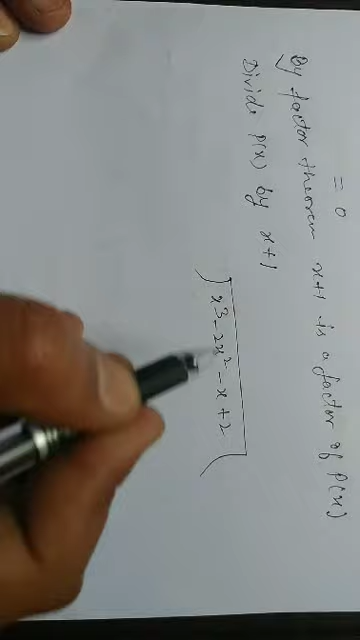 = 0
By factor theorem x+1 is a factor of P(x)
Divide P(x) by x+1
x³-2x²-x+2